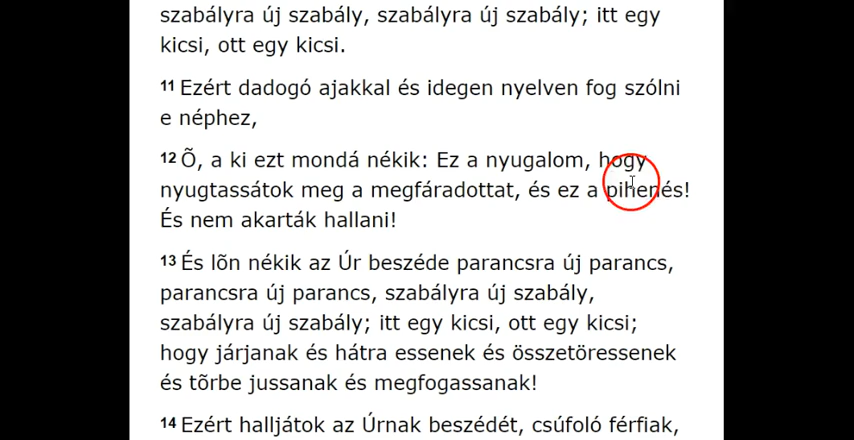 szabályra új szabály, szabályra új szabály; itt egy
kicsi, ott egy kicsi.
11 Ezért dadogó ajakkal és idegen nyelven fog szólni
e néphez,
12 Õ, a ki ezt mondá nékik: Ez a nyugalom, hogy
nyugtassátok meg a megfáradottat, és ez a pihenés!
És nem akarták hallani!
13 És lõn nékik az Úr beszéde parancsra új parancs,
parancsra új parancs, szabályra új szabály,
szabályra új szabály; itt egy kicsi, ott egy kicsi;
hogy járjanak és hátra essenek és összetöressenek
és tõrbe jussanak és megfogassanak!
14 Ezért halljátok az Úrnak beszédét, csúfoló férfiak,